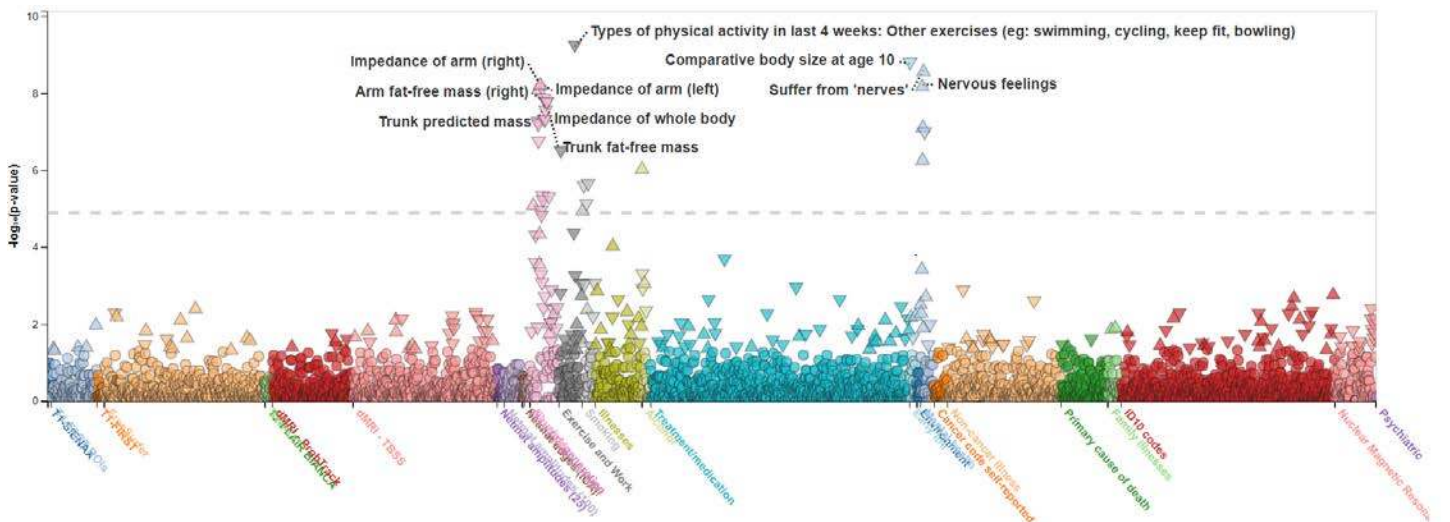 10
Types of physical activity in last 4 weeks: Other exercises (eg: swimming, cycling, keep fit, bowling)
Impedance of arm (right)
Comparative body size at age 10
Arm fat-free mass (right)
Impedance of arm (left)
Suffer from 'nerves'
Nervous feelings
8
Trunk predicted mass
Impedance of whole body
Trunk fat-free mass
6
-log₁₀(p-value)
4
2
0
T1-SIENAX
T1-FIRST
dMRI - ProbTrack
dMRI - TBSS
Exercise and Work
Smoking
Illnesses
Treatment/medication
Environment
Cancer code self-reported
Non-cancer illness
Primary cause of death
Family illnesses
ID10 codes
Nuclear Magnetic
Psychiatric